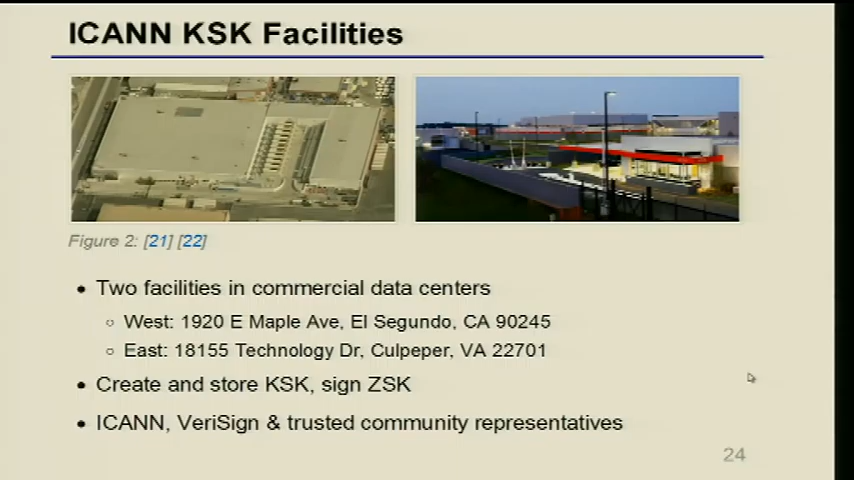 ICANN KSK Facilities
Figure 2: [21] [22]
• Two facilities in commercial data centers
○ West: 1920 E Maple Ave, El Segundo, CA 90245
○ East: 18155 Technology Dr, Culpeper, VA 22701
• Create and store KSK, sign ZSK
• ICANN, VeriSign & trusted community representatives
24